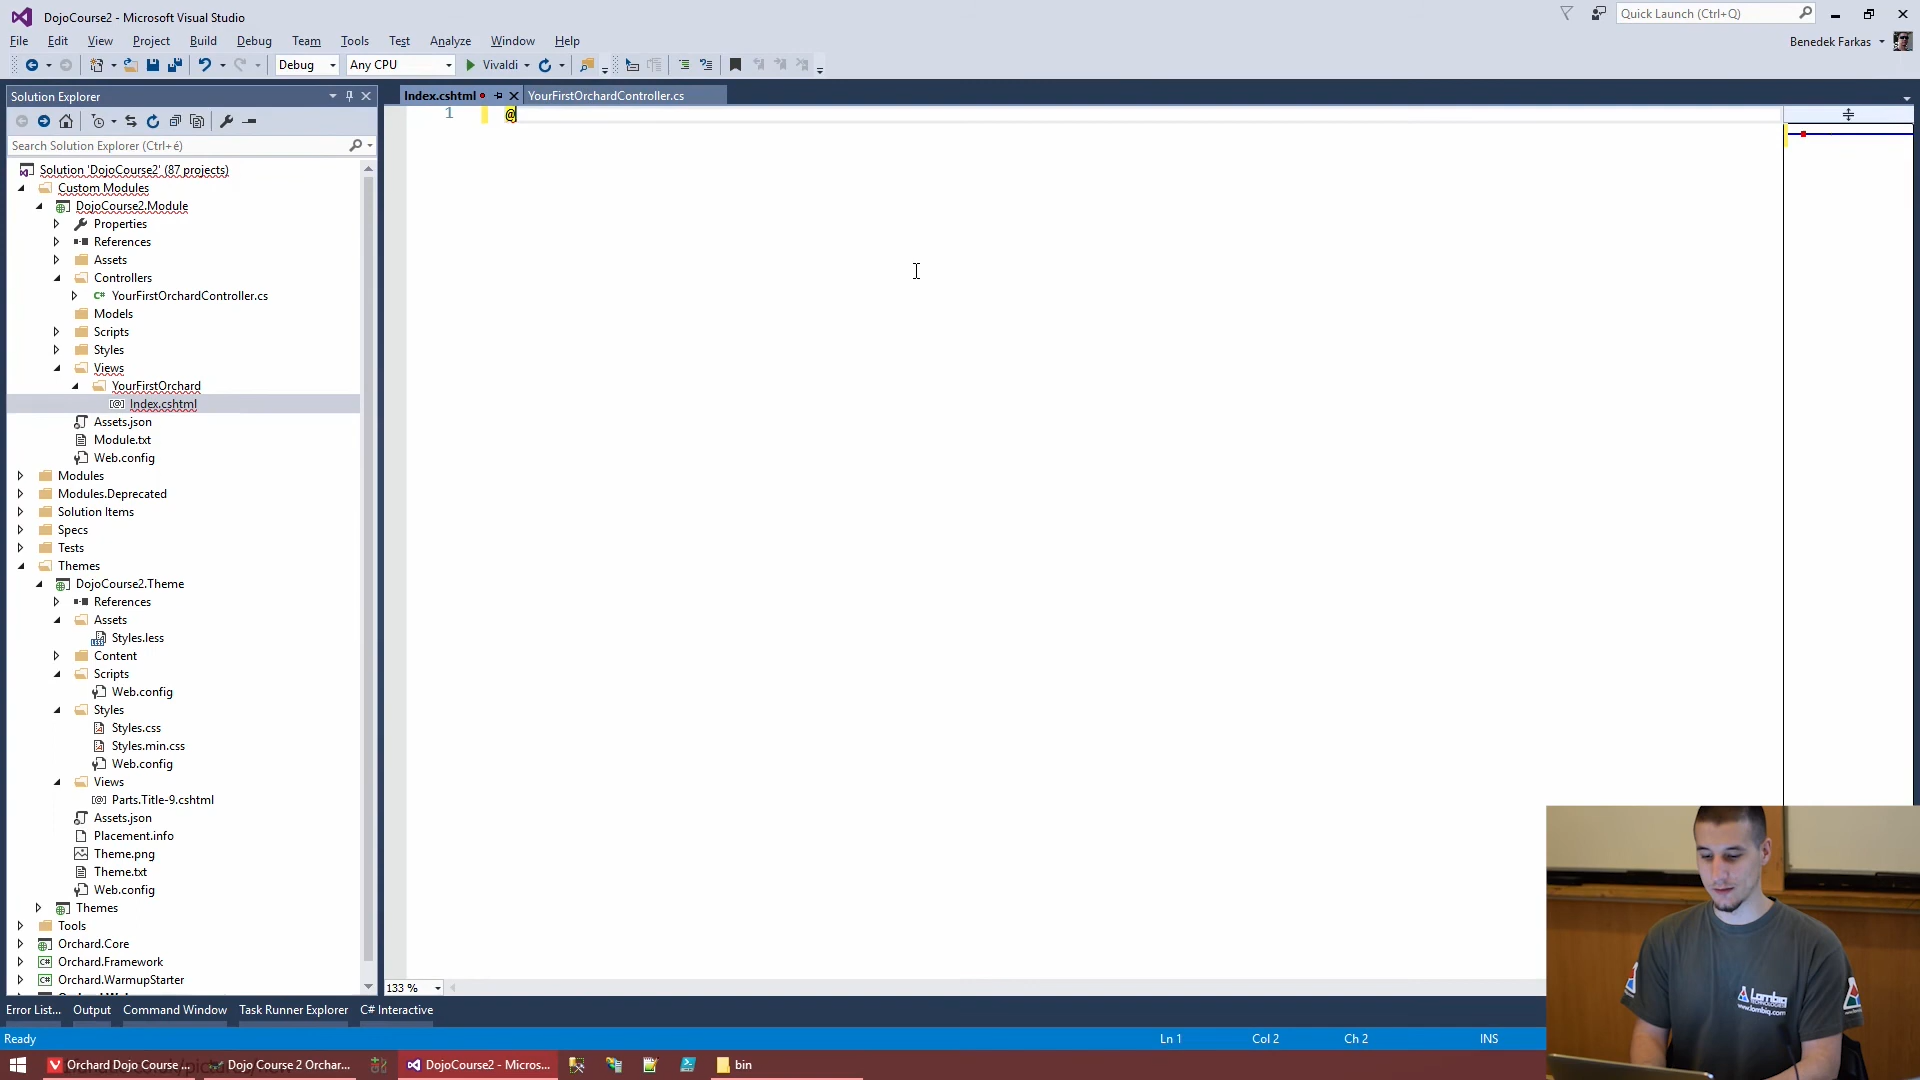 DojoCourse2 - Microsoft Visual Studio
Quick Launch (Ctrl+Q)
File Edit View Project Build Debug Team Tools Test Analyze Window Help
Benedek Farkas
Debug Any CPU Vivaldi
Solution Explorer
Index.cshtml YourFirstOrchardController.cs
1 @
Search Solution Explorer (Ctrl+é)
Solution 'DojoCourse2' (87 projects)
Custom Modules
DojoCourse2.Module
Properties
References
Assets
Controllers
C# YourFirstOrchardController.cs
Models
Scripts
Styles
Views
YourFirstOrchard
[@] Index.cshtml
Assets.json
Module.txt
Web.config
Modules
Modules.Deprecated
Solution Items
Specs
Tests
Themes
DojoCourse2.Theme
References
Assets
Styles.less
Content
Scripts
Web.config
Styles
Styles.css
Styles.min.css
Web.config
Views
[@] Parts.Title-9.cshtml
Assets.json
Placement.info
Theme.png
Theme.txt
Web.config
Themes
Tools
Orchard.Core
C# Orchard.Framework
C# Orchard.WarmupStarter
133 %
Error List... Output Command Window Task Runner Explorer C# Interactive
Ready Ln 1 Col 2 Ch 2 INS
Orchard Dojo Course ... Dojo Course 2 Orchar... DojoCourse2 - Micros... bin
Lombiq
TECHNOLOGIES
www.lombiq.com